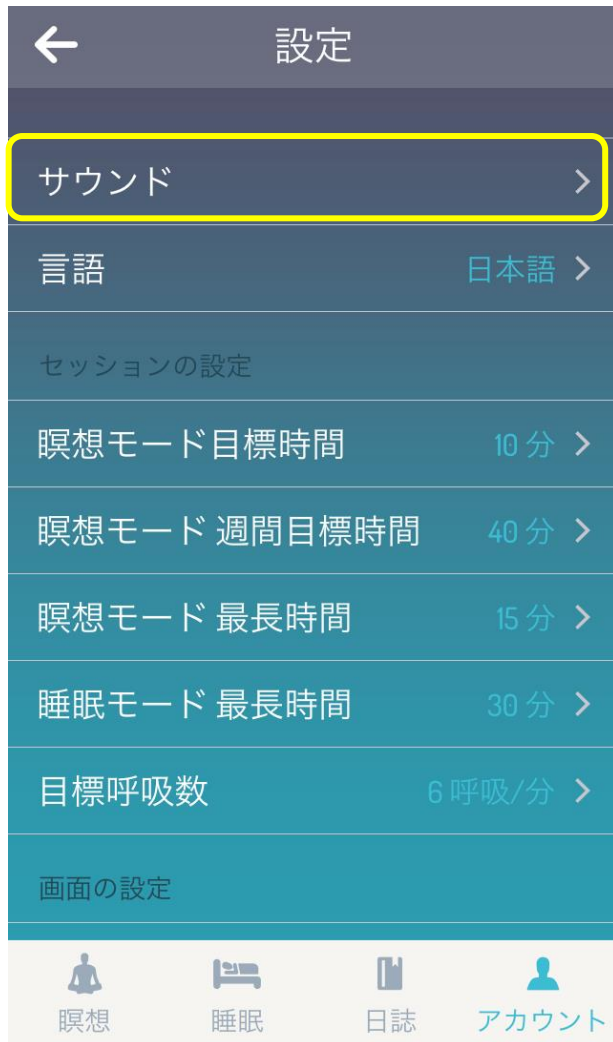 設定
サウンド
言語 日本語
セッションの設定
瞑想モード目標時間 10 分
瞑想モード 週間目標時間 40 分
瞑想モード 最長時間 15 分
睡眠モード 最長時間 30 分
目標呼吸数 6 呼吸/分
画面の設定
瞑想 睡眠 日誌 アカウント